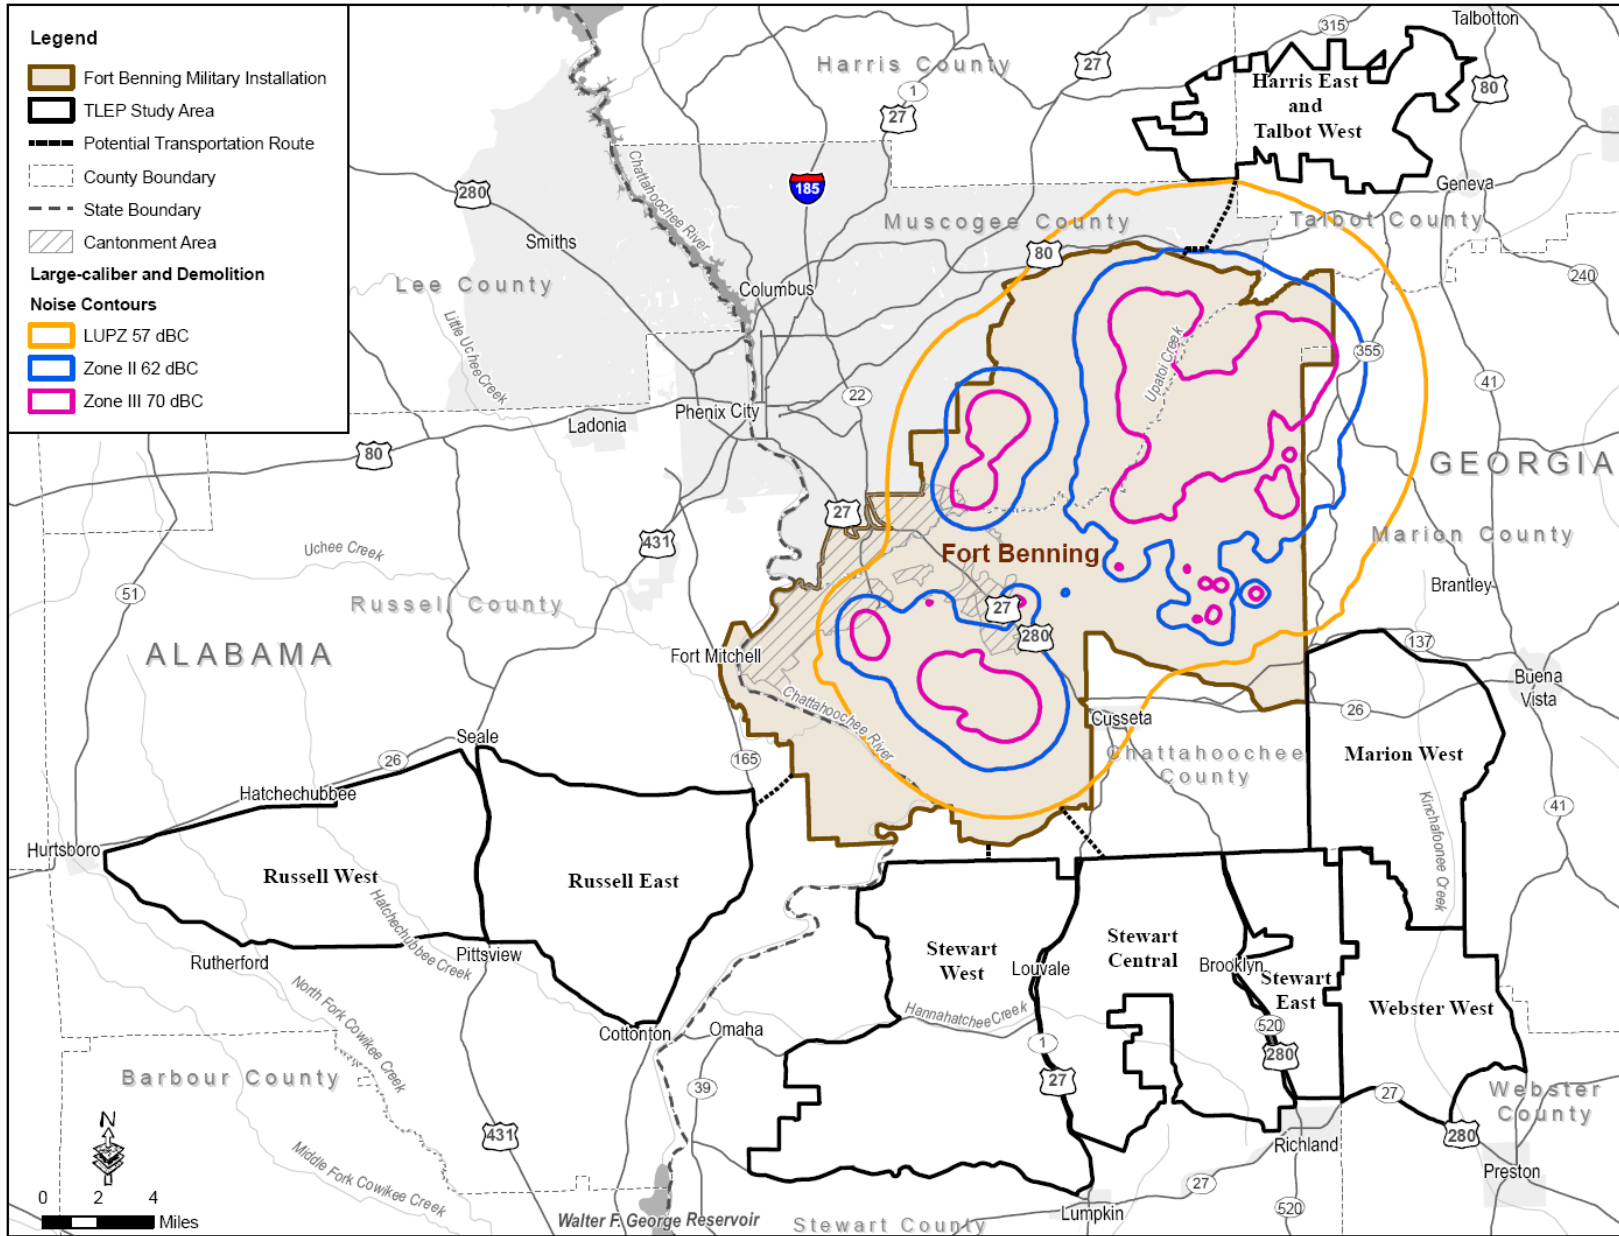 Legend
Fort Benning Military Installation
TLEP Study Area
Potential Transportation Route
County Boundary
State Boundary
Cantonment Area
Large-caliber and Demolition
Noise Contours
LUPZ 57 dBC
Zone II 62 dBC
Zone III 70 dBC
Talbotton
315
Harris County
27
1
27
80
Harris East
and
Talbot West
Chattahoochee River
185
280
Geneva
Muscogee County
Talbot County
Smiths
80
240
Lee County
Columbus
Little Uchee Creek
Upatoi Creek
355
41
22
Phenix City
Ladonia
80
GEORGIA
27
431
Marion County
Uchee Creek
Fort Benning
Brantley
51
Russell County
27
280
137
ALABAMA
Fort Mitchell
Buena
Vista
Chattahoochee River
26
Cusseta
Seale
Chattahoochee
County
Marion West
26
165
Hatchechubbee
Kinchafoonee Creek
41
Hurtsboro
Russell West
Russell East
Hatchechubbee Creek
Stewart
West
Stewart
Central
Louvale
Brooklyn
Stewart
East
Rutherford
Pittsview
North Fork Cowikee Creek
Hannahatchee Creek
Webster West
520
Cottonton
Omaha
1
280
27
Barbour County
39
27
Webster
County
N
431
280
Richland
Middle Fork Cowikee Creek
Preston
0 2 4
Miles
27
520
Walter F. George Reservoir
Stewart County
Lumpkin